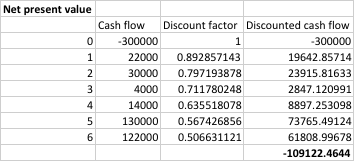 Net present value
Cash flow Discount factor Discounted cash flow
0 -300000 1 -300000
1 22000 0.892857143 19642.85714
2 30000 0.797193878 23915.81633
3 4000 0.711780248 2847.120991
4 14000 0.635518078 8897.253098
5 130000 0.567426856 73765.49124
6 122000 0.506631121 61808.99678
-109122.4644